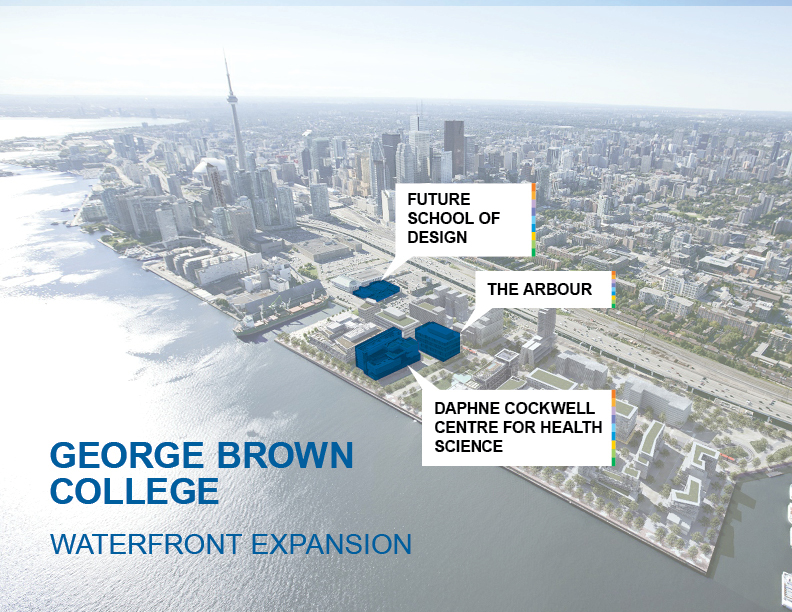 FUTURE
SCHOOL OF
DESIGN
THE ARBOUR
DAPHNE COCKWELL
CENTRE FOR HEALTH
SCIENCE
GEORGE BROWN
COLLEGE
WATERFRONT EXPANSION